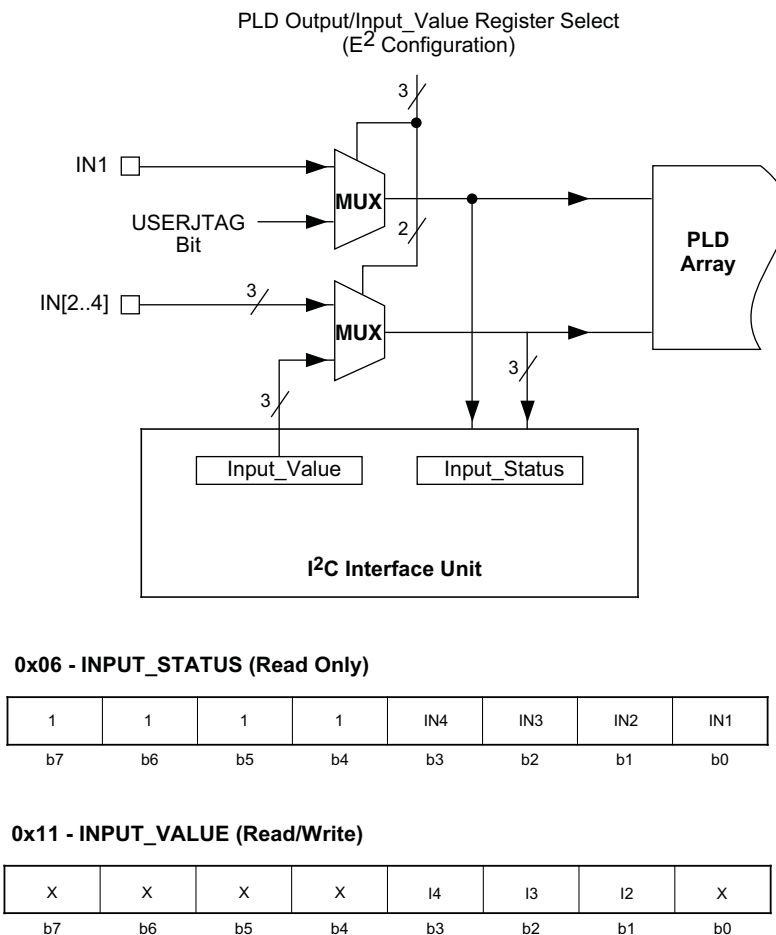 PLD Output/Input_Value Register Select
(E2 Configuration)
3
IN1
MUX
USERJTAG
Bit
2
PLD
Array
IN[2..4]
3
MUX
3
3
Input_Value
Input_Status
I2C Interface Unit
0x06 - INPUT_STATUS (Read Only)
1 1 1 1 IN4 IN3 IN2 IN1
b7 b6 b5 b4 b3 b2 b1 b0
0x11 - INPUT_VALUE (Read/Write)
X X X X I4 I3 I2 X
b7 b6 b5 b4 b3 b2 b1 b0